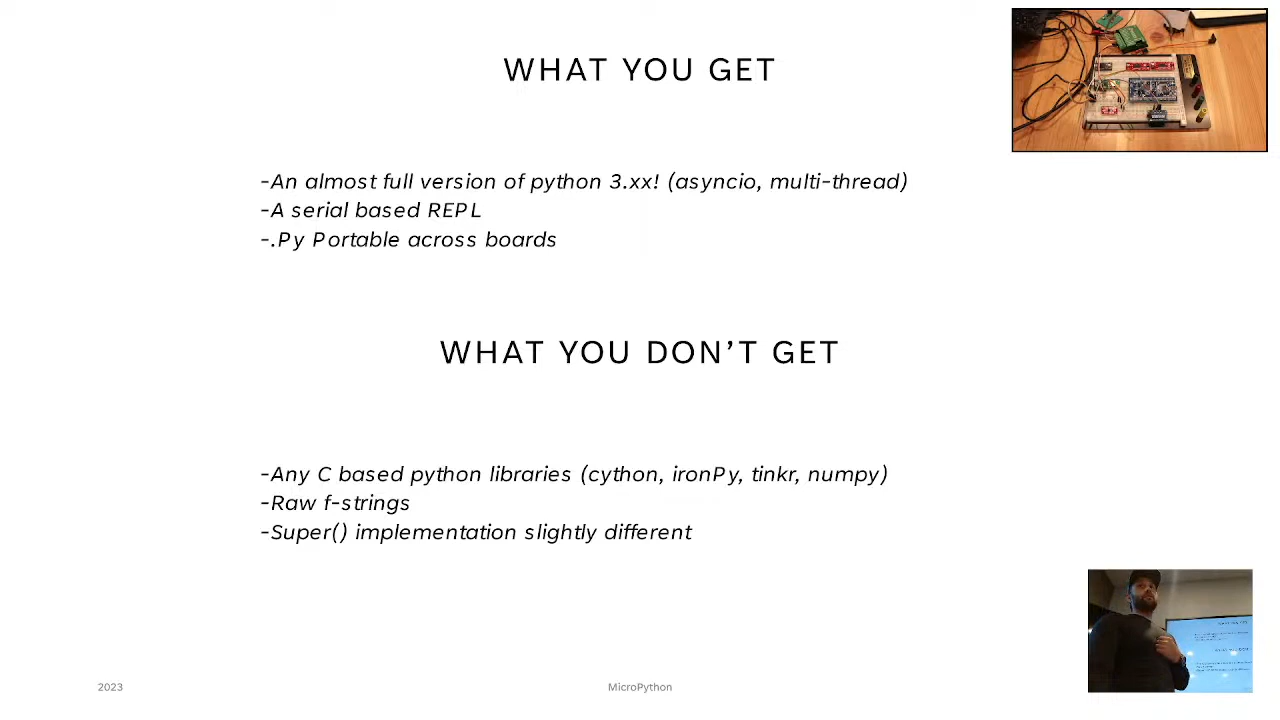 WHAT YOU GET
-An almost full version of python 3.xx! (asyncio, multi-thread)
-A serial based REPL
-.Py Portable across boards
WHAT YOU DON’T GET
-Any C based python libraries (cython, ironPy, tinkr, numpy)
-Raw f-strings
-Super() implementation slightly different
2023
MicroPython